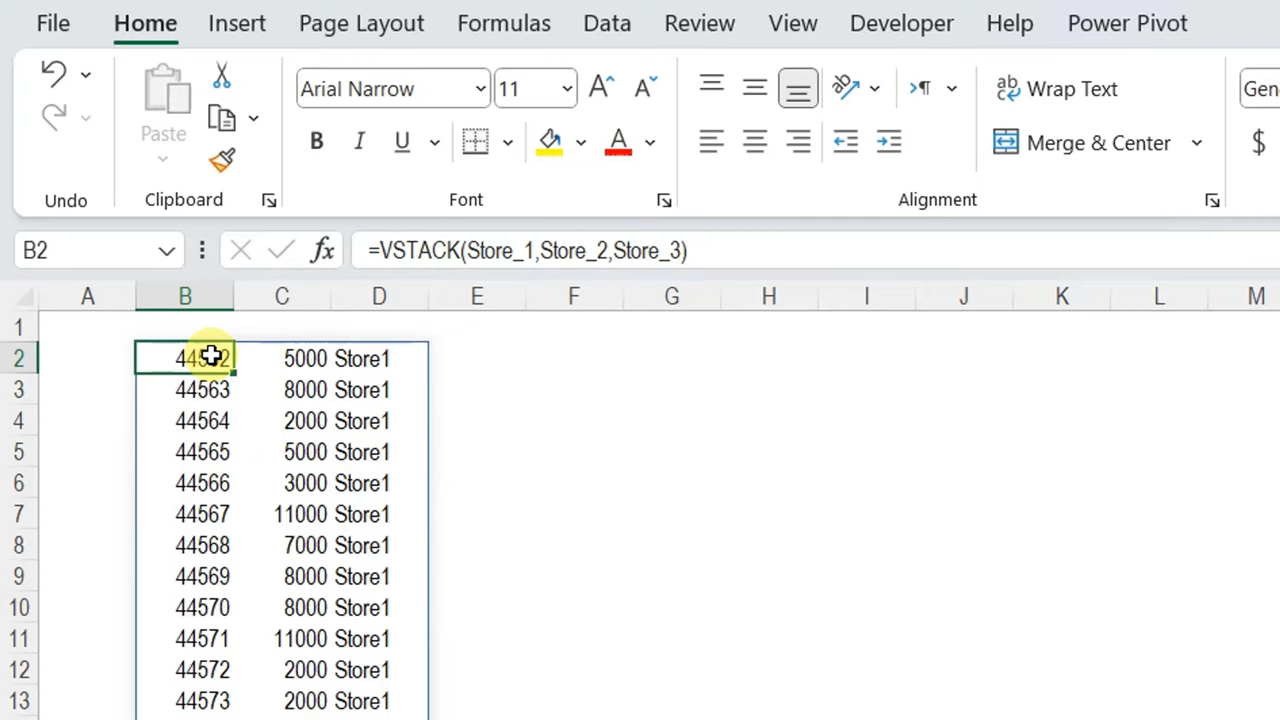 File Home Insert Page Layout Formulas Data Review View Developer Help Power Pivot
Arial Narrow 11 Wrap Text
Paste B I U A Merge & Center $
Undo Clipboard Font Alignment
B2 fx =VSTACK(Store_1,Store_2,Store_3)
A B C D E F G H I J K L M
1
2 5000 Store1
3 44563 8000 Store1
4 44564 2000 Store1
5 44565 5000 Store1
6 44566 3000 Store1
7 44567 11000 Store1
8 44568 7000 Store1
9 44569 8000 Store1
10 44570 8000 Store1
11 44571 11000 Store1
12 44572 2000 Store1
13 44573 2000 Store1